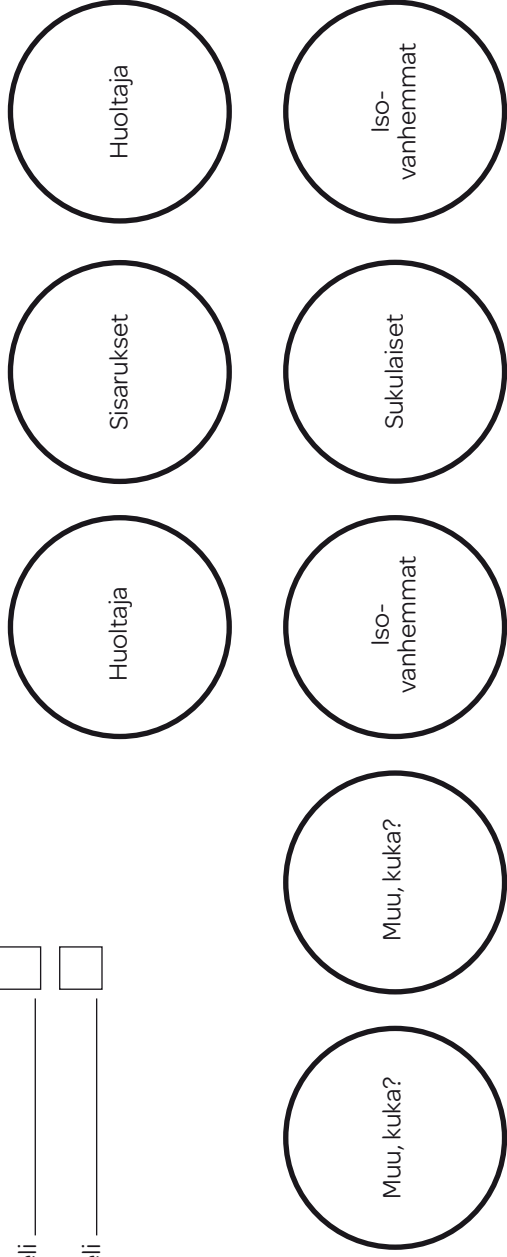 Huoltaja
Sisarukset
Huoltaja
Muu, kuka?
Muu, kuka?
Iso-
vanhemmat
Sukulaiset
Iso-
vanhemmat